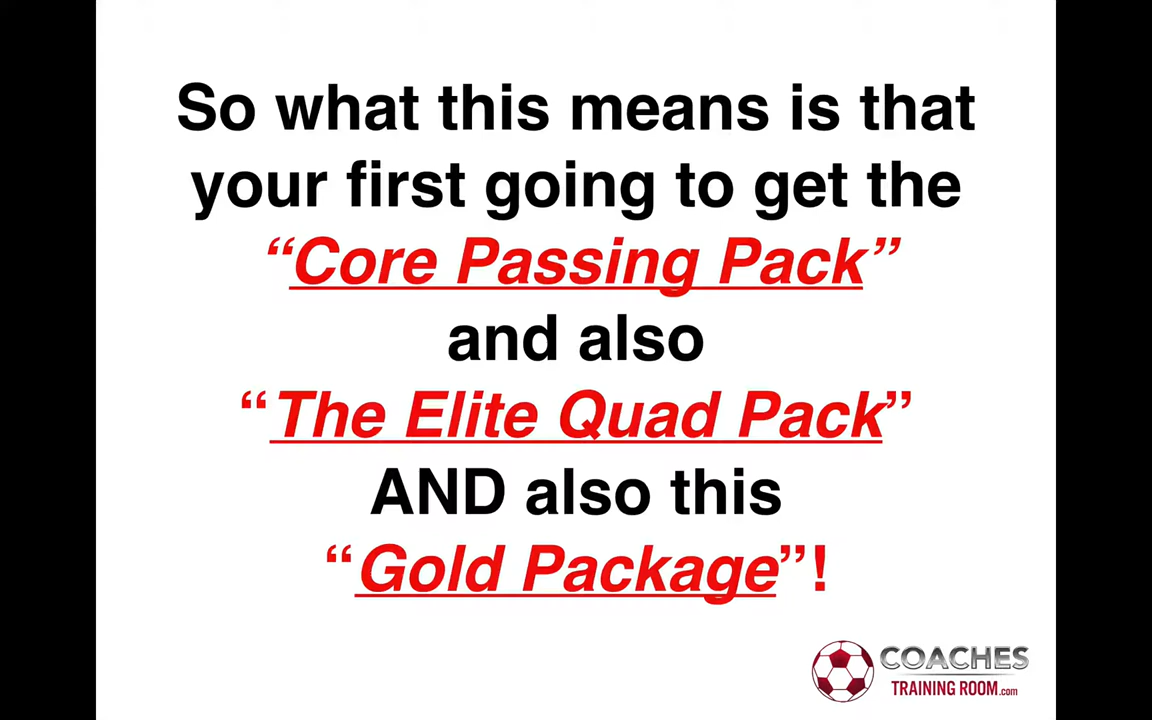 So what this means is that
your first going to get the
“Core Passing Pack”
and also
“The Elite Quad Pack”
AND also this
“Gold Package”!
COACHES
TRAINING ROOM.com